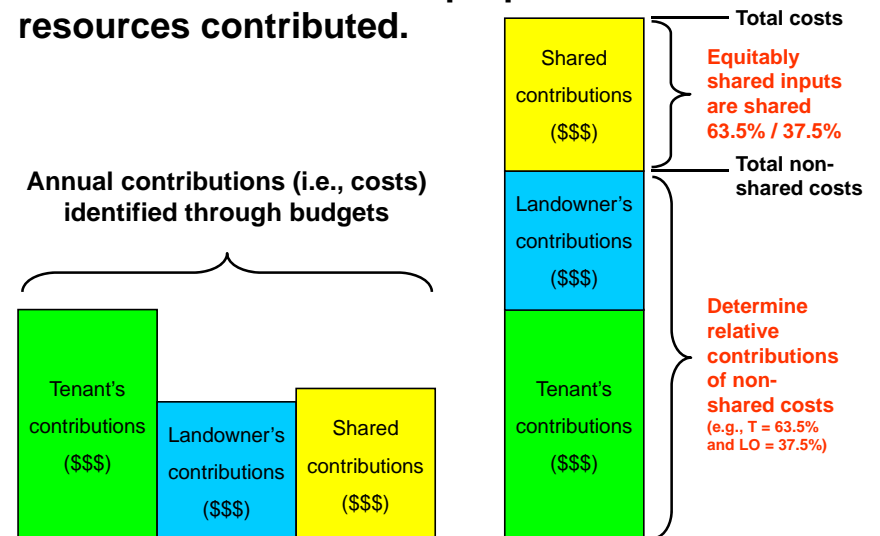 resources contributed.
Annual contributions (i.e., costs)
identified through budgets
Tenant's
contributions
($$$)
Landowner's
contributions
($$$)
Shared
contributions
($$$)
Shared
contributions
($$$)
Landowner's
contributions
($$$)
Tenant's
contributions
($$$)
Total costs
Equitably
shared inputs
are shared
63.5% / 37.5%
Total non-
shared costs
Determine
relative
contributions
of non-
shared costs
(e.g., T = 63.5%
and LO = 37.5%)